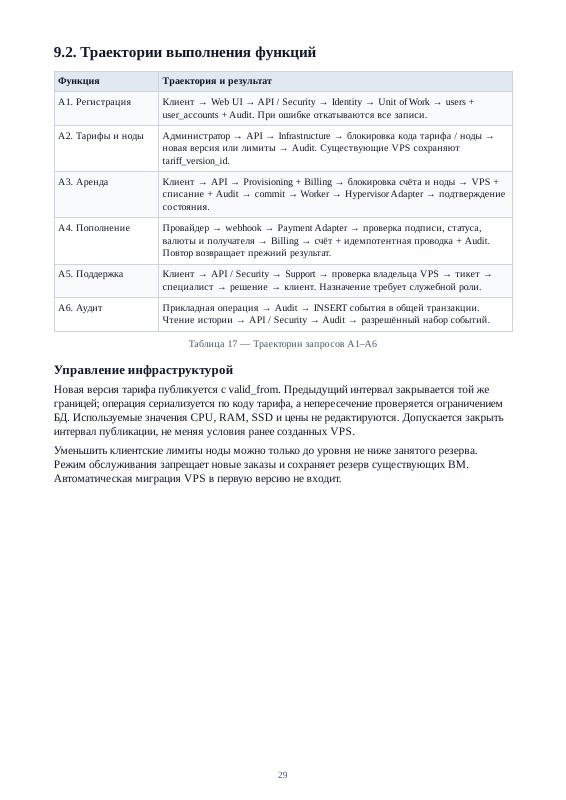 9.2. Траектории выполнения функций
Функция
Траектория и результат
A1. Регистрация
Клиент → Web UI → API / Security → Identity → Unit of Work → users +
user_accounts + Audit. При ошибке откатываются все записи.
A2. Тарифы и ноды
Администратор → API → Infrastructure → блокировка кода тарифа / ноды →
новая версия или лимиты → Audit. Существующие VPS сохраняют
tariff_version_id.
A3. Аренда
Клиент → API → Provisioning + Billing → блокировка счёта и ноды → VPS +
списание + Audit → commit → Worker → Hypervisor Adapter → подтверждение
состояния.
A4. Пополнение
Провайдер → webhook → Payment Adapter → проверка подписи, статуса,
валюты и получателя → Billing → счёт + идемпотентная проводка + Audit.
Повтор возвращает прежний результат.
A5. Поддержка
Клиент → API / Security → Support → проверка владельца VPS → тикет →
специалист → решение → клиент. Назначение требует служебной роли.
A6. Аудит
Прикладная операция → Audit → INSERT события в общей транзакции.
Чтение истории → API / Security → Audit → разрешённый набор событий.
Таблица 17 — Траектории запросов A1–A6
Управление инфраструктурой
Новая версия тарифа публикуется с valid_from. Предыдущий интервал закрывается той же
границей; операция сериализуется по коду тарифа, а непересечение проверяется ограничением
БД. Используемые значения CPU, RAM, SSD и цены не редактируются. Допускается закрыть
интервал публикации, не меняя условия ранее созданных VPS.
Уменьшить клиентские лимиты ноды можно только до уровня не ниже занятого резерва.
Режим обслуживания запрещает новые заказы и сохраняет резерв существующих ВМ.
Автоматическая миграция VPS в первую версию не входит.
29